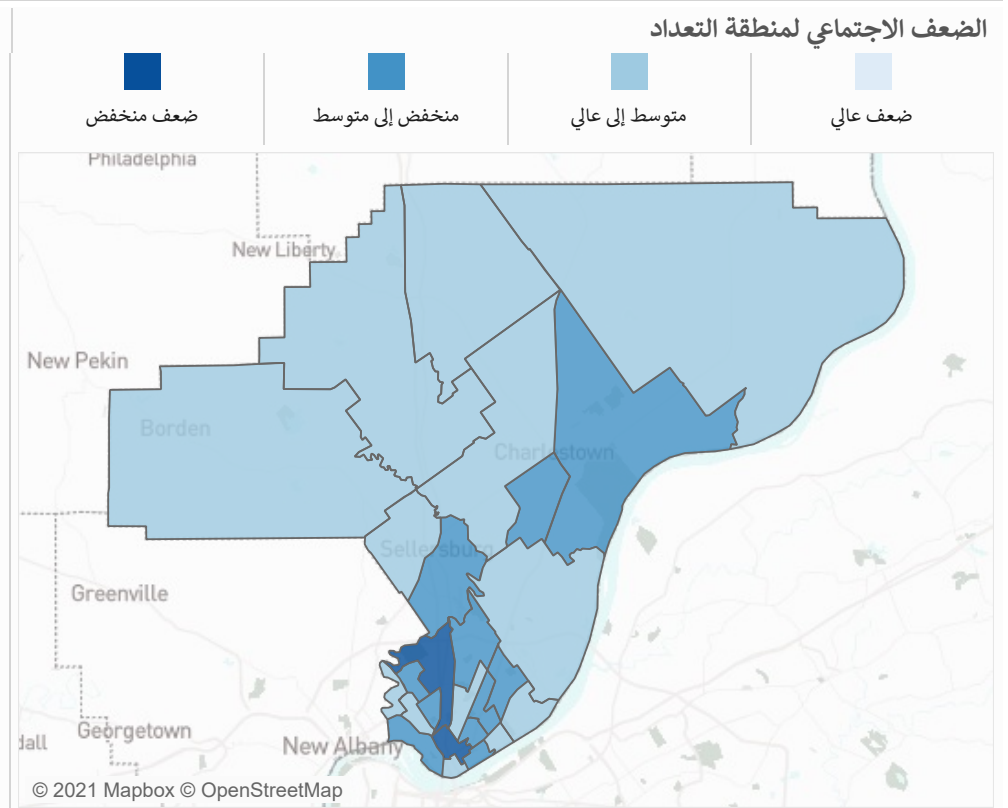 الضعف الاجتماعي لمنطقة التعداد
ضعف عالي
متوسط إلى عالي
منخفض إلى متوسط
ضعف منخفض
Philadelphia
New Liberty
New Pekin
Borden
Charlestown
Sellersburg
Greenville
Georgetown
dall
New Albany
© 2021 Mapbox © OpenStreetMap